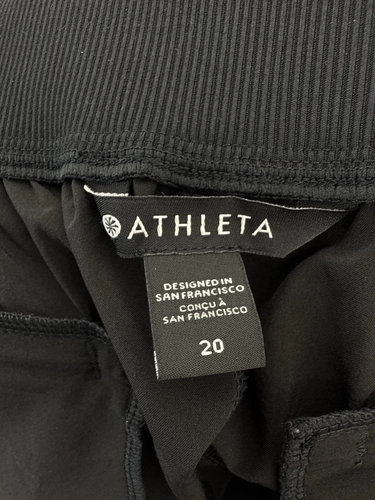 ATHLETA
DESIGNED IN
SAN FRANCISCO
CONÇU À
SAN FRANCISCO
20